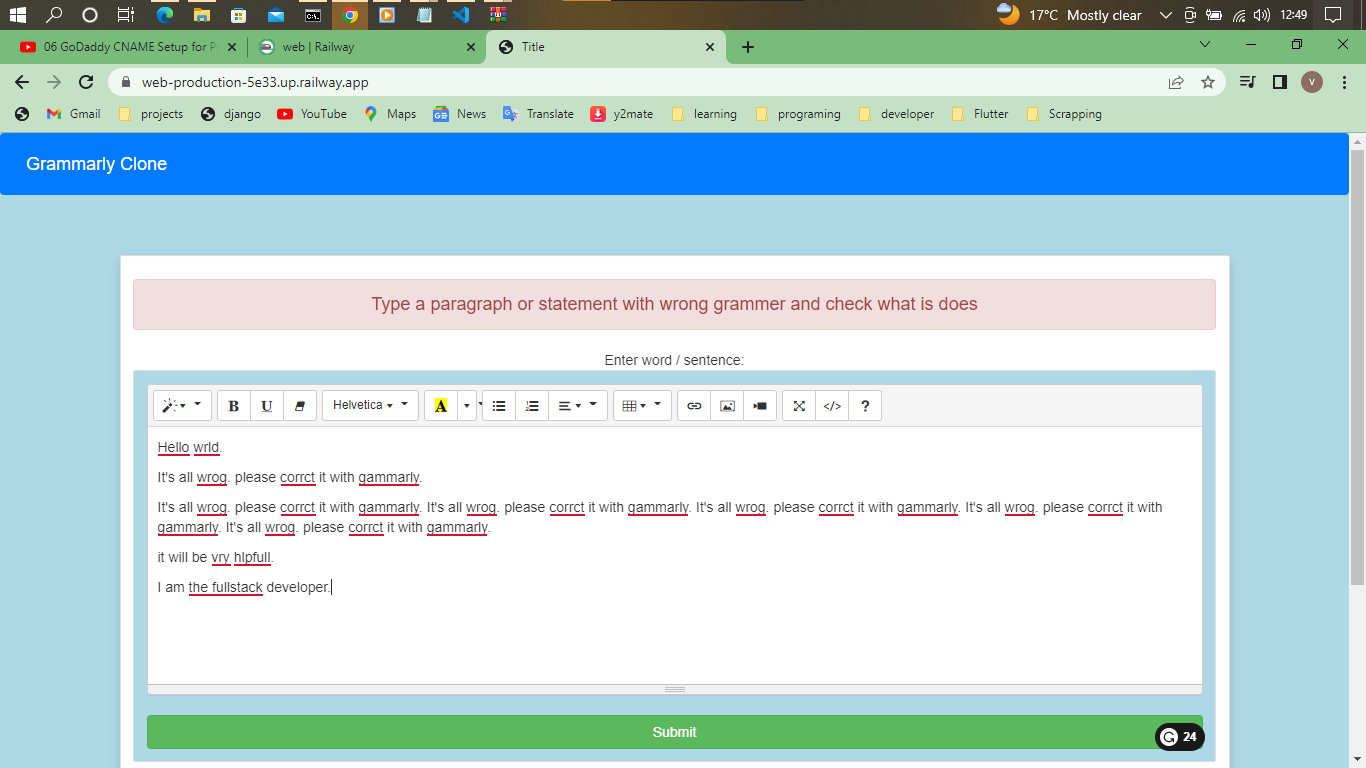 17°C Mostly clear 12:49
06 GoDaddy CNAME Setup for P
web | Railway
Title
web-production-5e33.up.railway.app
V
Gmail projects django YouTube Maps News Translate y2mate learning programing developer Flutter Scrapping
Grammarly Clone
Type a paragraph or statement with wrong grammer and check what is does
Enter word / sentence:
B U Helvetica A </> ?
Hello wrld.
It's all wrog. please corrct it with gammarly.
It's all wrog. please corrct it with gammarly. It's all wrog. please corrct it with gammarly. It's all wrog. please corrct it with gammarly. It's all wrog. please corrct it with
gammarly. It's all wrog. please corrct it with gammarly.
it will be vry hlpfull.
I am the fullstack developer.
Submit
24